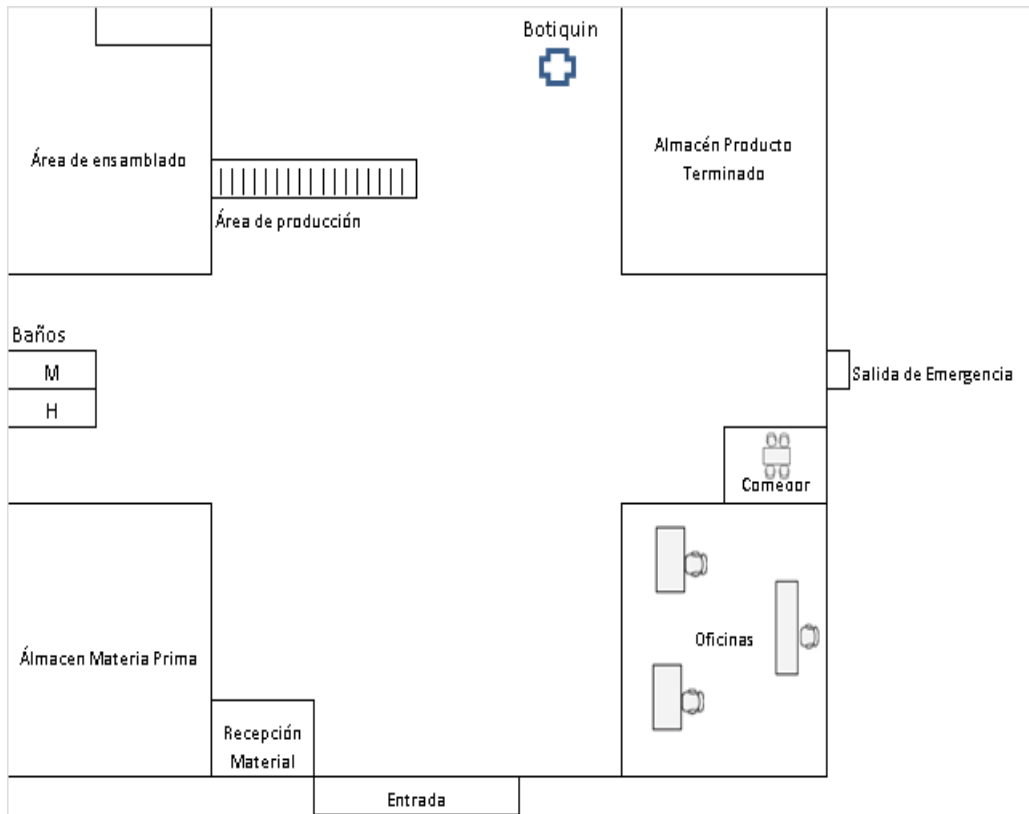 Botiquin
Área de ensamblado
Almacén Producto
Terminado
Área de producción
Baños
M
H
Salida de Emergencia
Comedor
Oficinas
Álmacen Materia Prima
Recepción
Material
Entrada